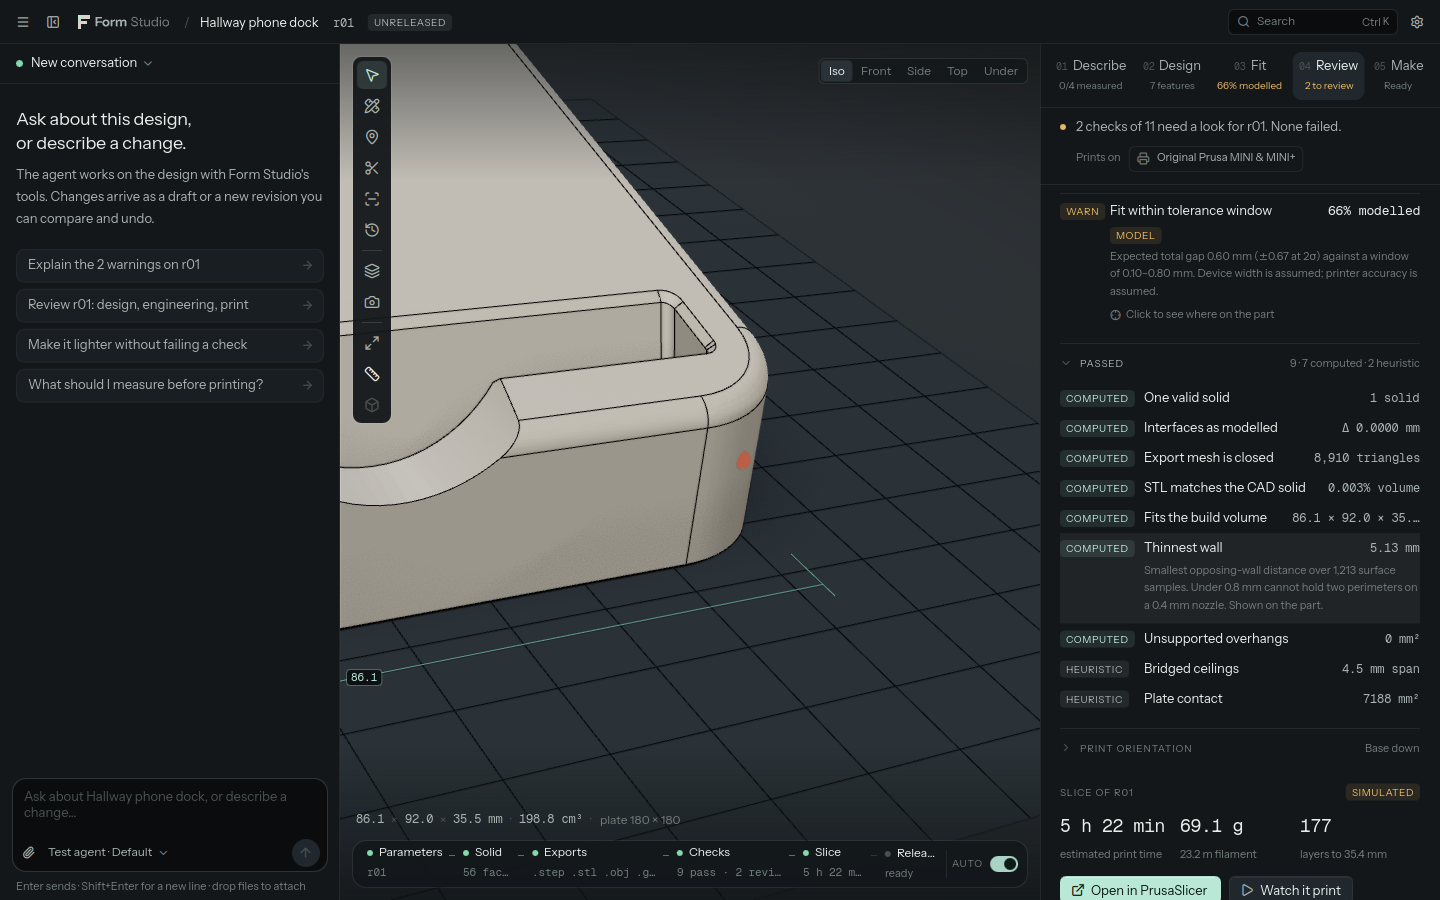 Form Studio
/
Hallway phone dock
r01
UNRELEASED
Search
Ctrl K
New conversation
Ask about this design,
or describe a change.
The agent works on the design with Form Studio's
tools. Changes arrive as a draft or a new revision you
can compare and undo.
Explain the 2 warnings on r01
Review r01: design, engineering, print
Make it lighter without failing a check
What should I measure before printing?
Ask about Hallway phone dock, or describe a
change...
Test agent · Default
Enter sends · Shift+Enter for a new line · drop files to attach
Iso
Front
Side
Top
Under
86.1
86.1 × 92.0 × 35.5 mm · 198.8 cm³ · plate 180 × 180
Parameters
r01
Solid
56 fac…
Exports
.step .stl .obj .g…
Checks
9 pass · 2 revi…
Slice
5 h 22 m…
Relea…
ready
AUTO
01 Describe
0/4 measured
02 Design
7 features
03 Fit
66% modelled
04 Review
2 to review
05 Make
Ready
2 checks of 11 need a look for r01. None failed.
Prints on
Original Prusa MINI & MINI+
WARN
Fit within tolerance window
66% modelled
MODEL
Expected total gap 0.60 mm (±0.67 at 2σ) against a window
of 0.10–0.80 mm. Device width is assumed; printer accuracy is
assumed.
Click to see where on the part
PASSED
9 · 7 computed · 2 heuristic
COMPUTED One valid solid 1 solid
COMPUTED Interfaces as modelled Δ 0.0000 mm
COMPUTED Export mesh is closed 8,910 triangles
COMPUTED STL matches the CAD solid 0.003% volume
COMPUTED Fits the build volume 86.1 × 92.0 × 35.…
COMPUTED Thinnest wall 5.13 mm
Smallest opposing-wall distance over 1,213 surface
samples. Under 0.8 mm cannot hold two perimeters on
a 0.4 mm nozzle. Shown on the part.
COMPUTED Unsupported overhangs 0 mm²
HEURISTIC Bridged ceilings 4.5 mm span
HEURISTIC Plate contact 7188 mm²
PRINT ORIENTATION
Base down
SLICE OF R01
SIMULATED
5 h 22 min
estimated print time
69.1 g
23.2 m filament
177
layers to 35.4 mm
Open in PrusaSlicer
Watch it print